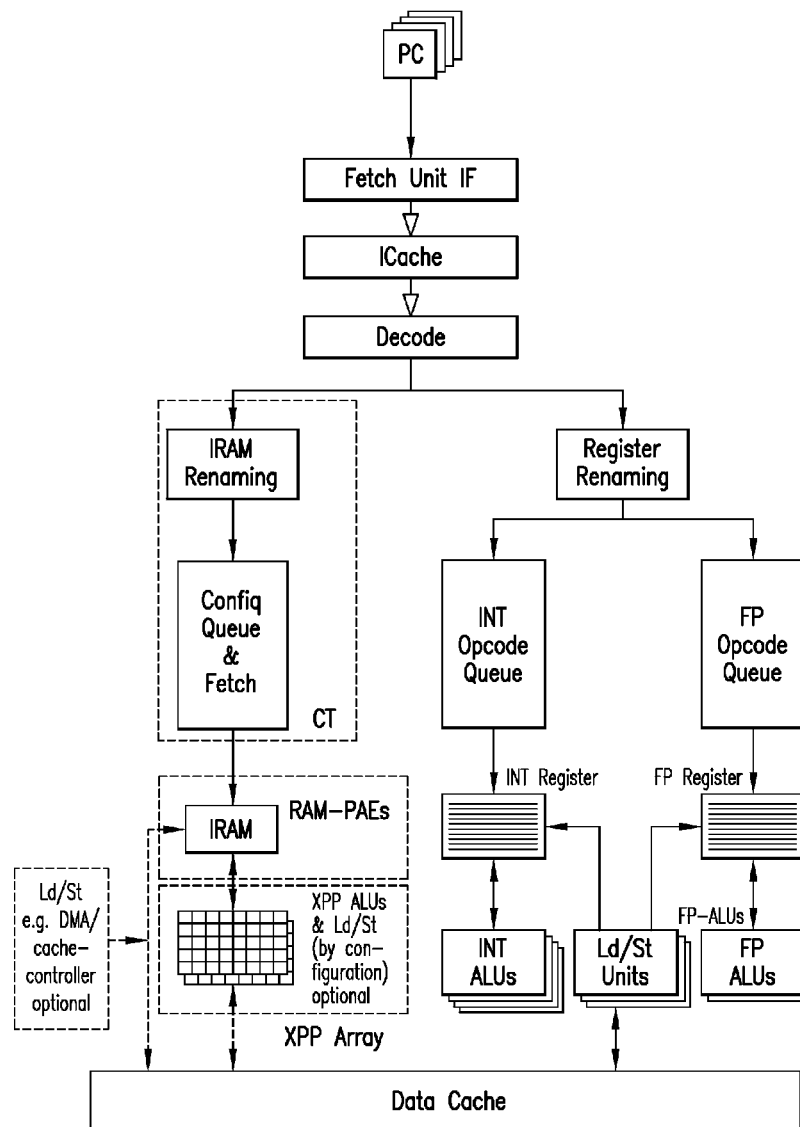 PC
Fetch Unit IF
ICache
Decode
IRAM
Renaming
Register
Renaming
Confiq
Queue
&
Fetch
CT
INT
Opcode
Queue
FP
Opcode
Queue
INT Register
FP Register
IRAM
RAM-PAEs
Ld/St
e.g. DMA/
cache-
controller
optional
XPP ALUs
& Ld/St
(by con-
figuration)
optional
XPP Array
INT
ALUs
Ld/St
Units
FP-ALUs
FP
ALUs
Data Cache